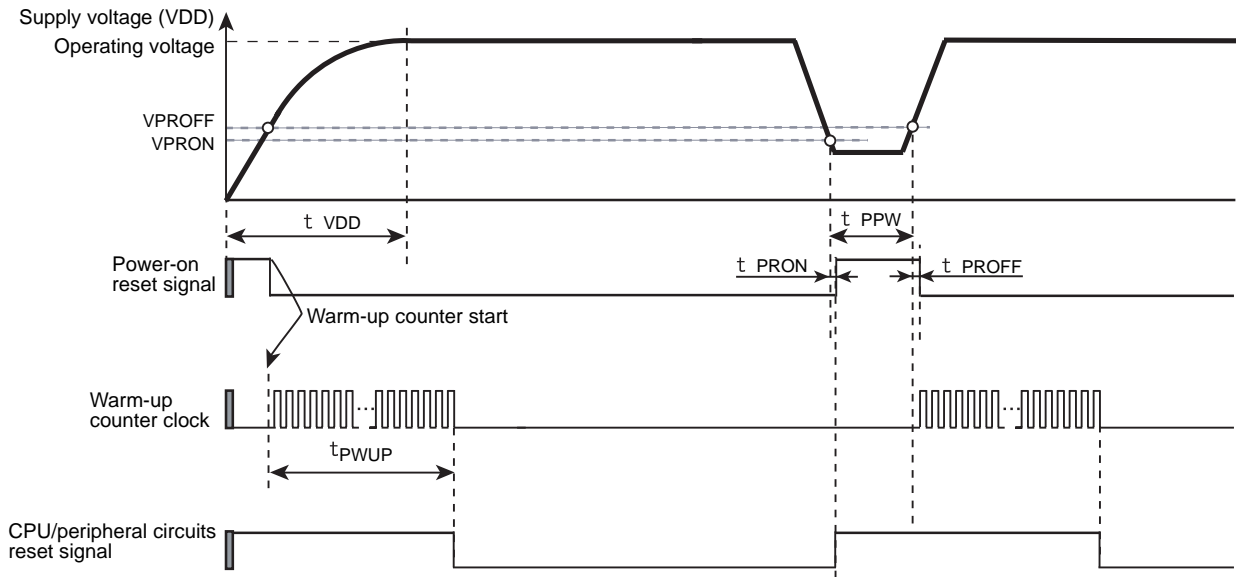 Supply voltage (VDD)
Operating voltage
VPROFF
VPRON
t VDD
t PPW
Power-on
reset signal
t PRON
t PROFF
Warm-up counter start
Warm-up
counter clock
...
...
tPWUP
CPU/peripheral circuits
reset signal